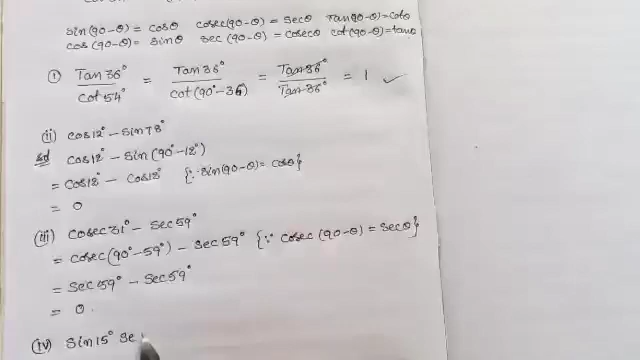 sin(90-θ) = cosθ cosec(90-θ) = secθ Tan(90-θ) = cotθ
cos(90-θ) = sinθ sec(90-θ) = cosecθ cot(90-θ) = tanθ
(i) Tan36°/cot54° = Tan36°/cot(90°-36) = Tan36°/Tan36° = 1 ✓
(ii) cos12° - sin78°
Sol cos12° - sin(90°-12°)
= cos12° - cos12° {∵ sin(90-θ) = cosθ}
= 0
(iii) cosec31° - sec59°
= cosec(90°-59°) - sec59° {∵ cosec(90-θ) = secθ}
= sec59° - sec59°
= 0.
(iv) sin15° se